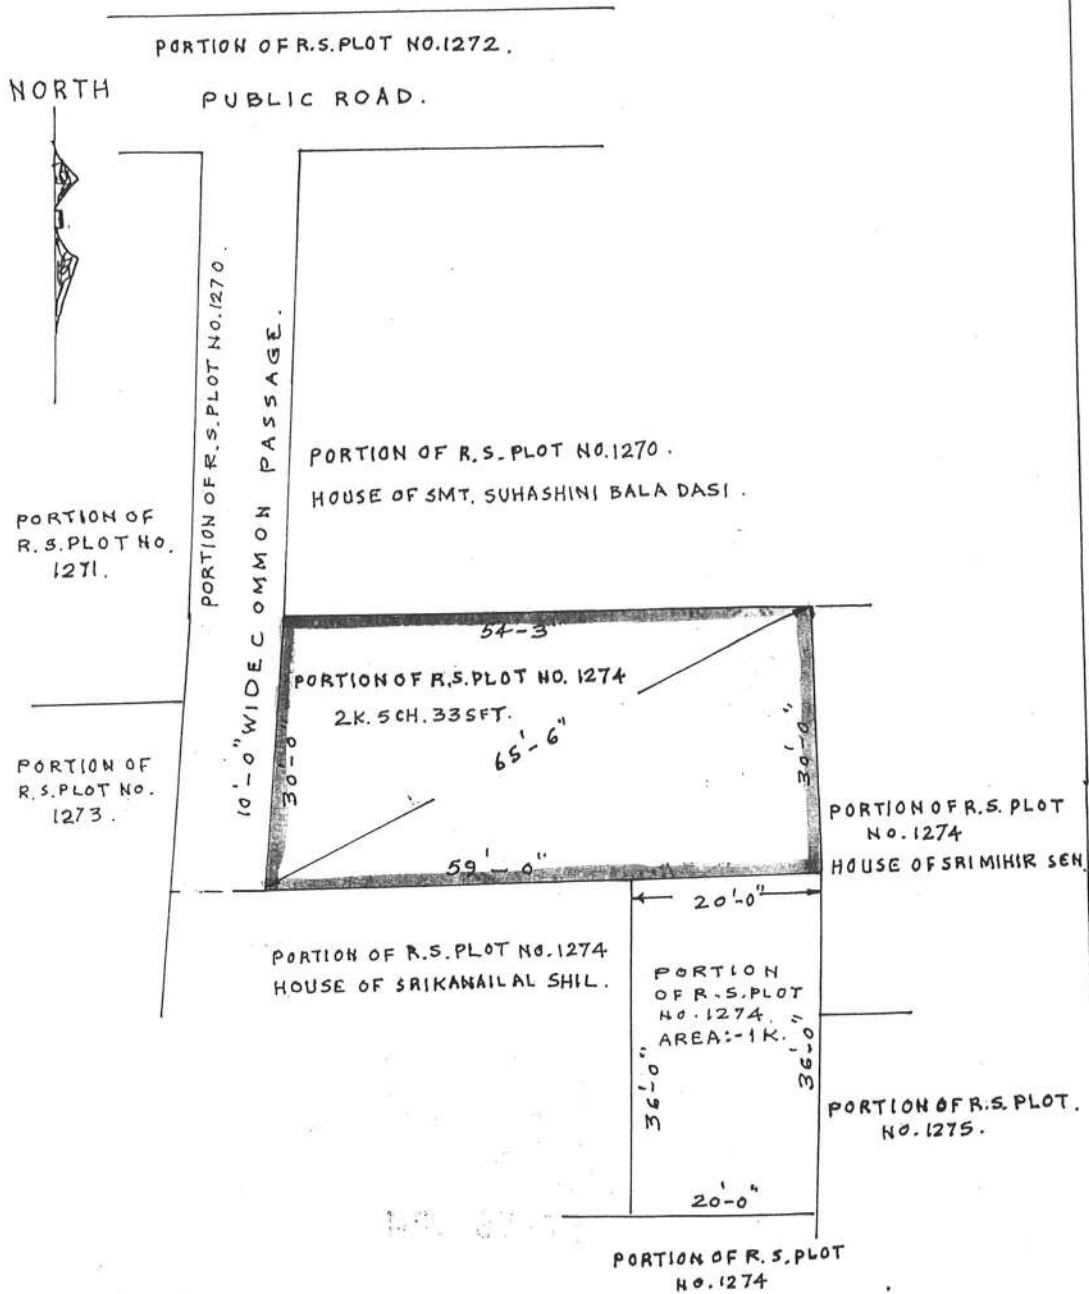 PORTION OF R.S.PLOT NO.1272.
NORTH
PUBLIC ROAD.
PORTION OF R.S.PLOT NO.1270.
10'-0" WIDE COMMON PASSAGE.
PORTION OF R.S.PLOT NO.1270.
HOUSE OF SMT. SUHASHINI BALA DASI.
PORTION OF
R.S.PLOT NO.
1271.
54'-3"
PORTION OF R.S.PLOT NO. 1274
2K. 5CH. 33SFT.
30'-0"
65'-6"
30'-0"
PORTION OF
R.S.PLOT NO.
1273.
PORTION OF R.S. PLOT
NO. 1274
HOUSE OF SRI MIHIR SEN
59'-0"
20'-0"
PORTION OF R.S.PLOT NO.1274
HOUSE OF SRIKANAILAL SHIL.
PORTION
OF R.S.PLOT
NO.1274.
AREA:-1K.
36'-0"
36'-0"
PORTION OF R.S. PLOT.
NO.1275.
20'-0"
PORTION OF R.S.PLOT
NO.1274